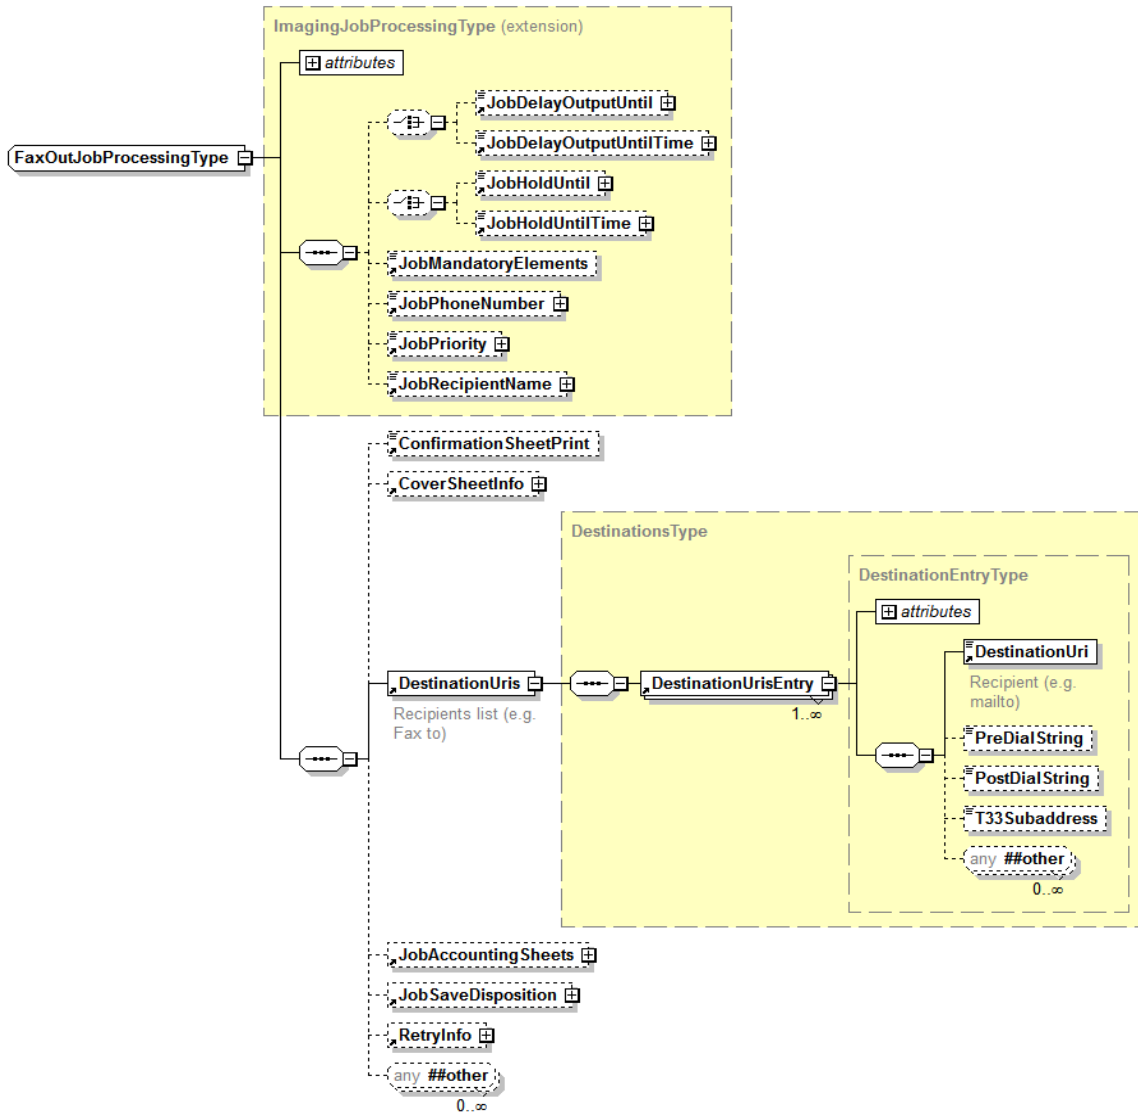 ImagingJobProcessingType (extension)
attributes
JobDelayOutputUntil
JobDelayOutputUntilTime
FaxOutJobProcessingType
JobHoldUntil
JobHoldUntilTime
JobMandatoryElements
JobPhoneNumber
JobPriority
JobRecipientName
ConfirmationSheetPrint
CoverSheetInfo
DestinationsType
DestinationEntryType
attributes
DestinationUri
Recipient (e.g.
mailto)
DestinationUris
Recipients list (e.g.
Fax to)
DestinationUrisEntry
1..∞
PreDialString
PostDialString
T33Subaddress
any ##other
0..∞
JobAccountingSheets
JobSaveDisposition
RetryInfo
any ##other
0..∞